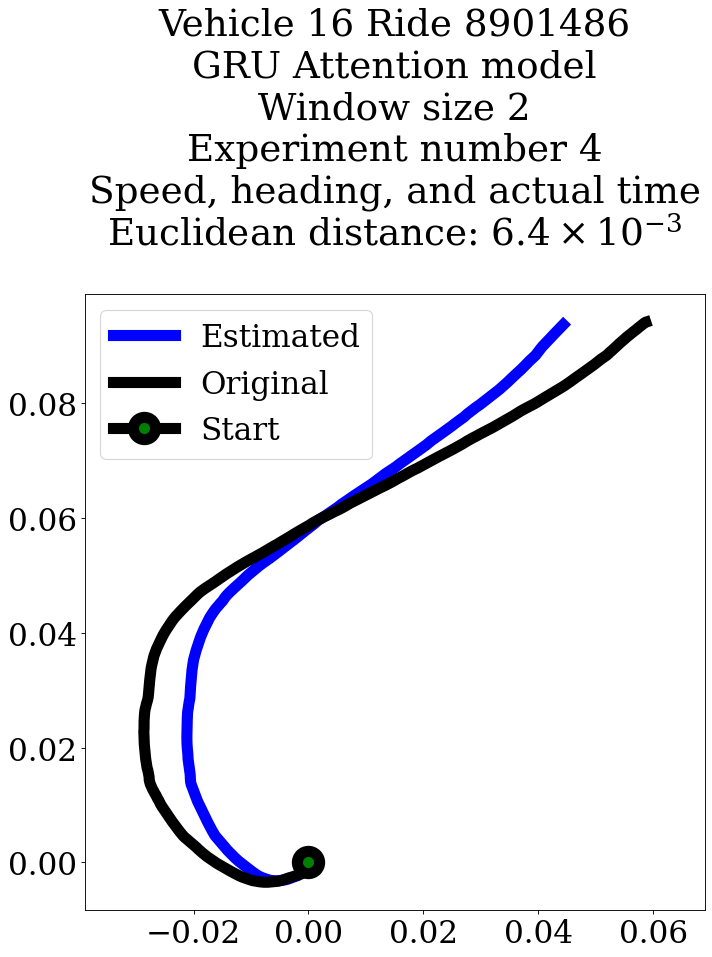 Vehicle 16 Ride 8901486
GRU Attention model
Window size 2
Experiment number 4
Speed, heading, and actual time
Euclidean distance: 6.4 × 10⁻³
Estimated
Original
Start
0.08
0.06
0.04
0.02
0.00
−0.02 0.00 0.02 0.04 0.06